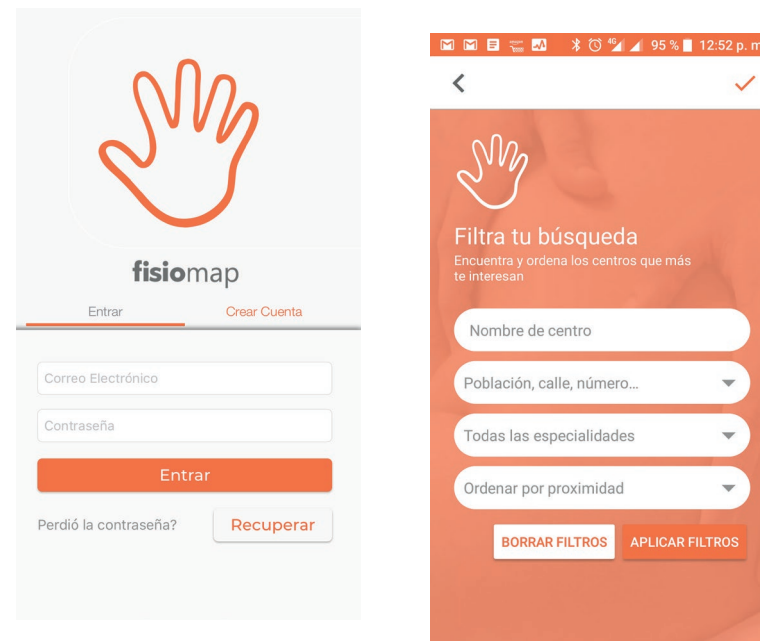 fisiomap
Entrar
Crear Cuenta
Correo Electrónico
Contraseña
Entrar
Perdió la contraseña?
Recuperar
4G
95 %
12:52 p. m
Filtra tu búsqueda
Encuentra y ordena los centros que más
te interesan
Nombre de centro
Población, calle, número...
Todas las especialidades
Ordenar por proximidad
BORRAR FILTROS
APLICAR FILTROS